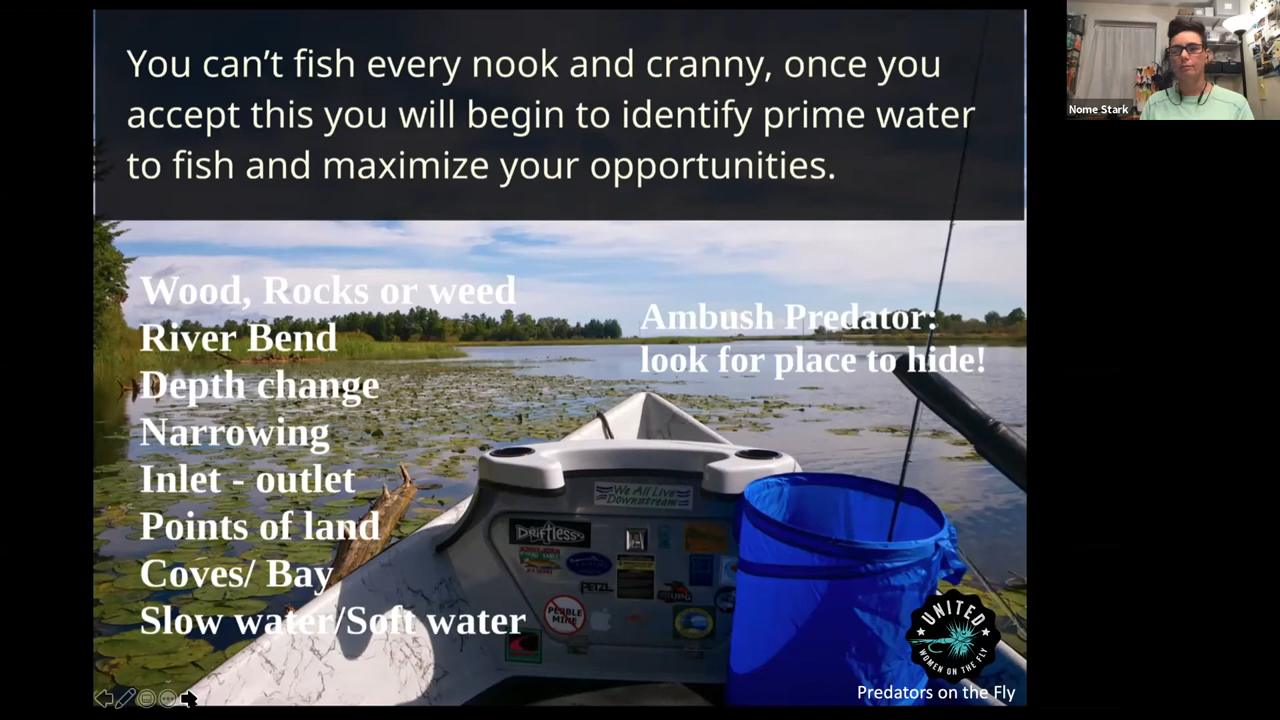 You can't fish every nook and cranny, once you
accept this you will begin to identify prime water
to fish and maximize your opportunities.
Nome Stark
Wood, Rocks or weed
River Bend
Depth change
Narrowing
Inlet - outlet
Points of land
Coves/ Bay
Slow water/Soft water
Ambush Predator:
look for place to hide!
We All Live
Downstream
DRiFTLESS
PETZL
PEBBLE
MINE
UNITED
WOMEN ON THE FLY
Predators on the Fly